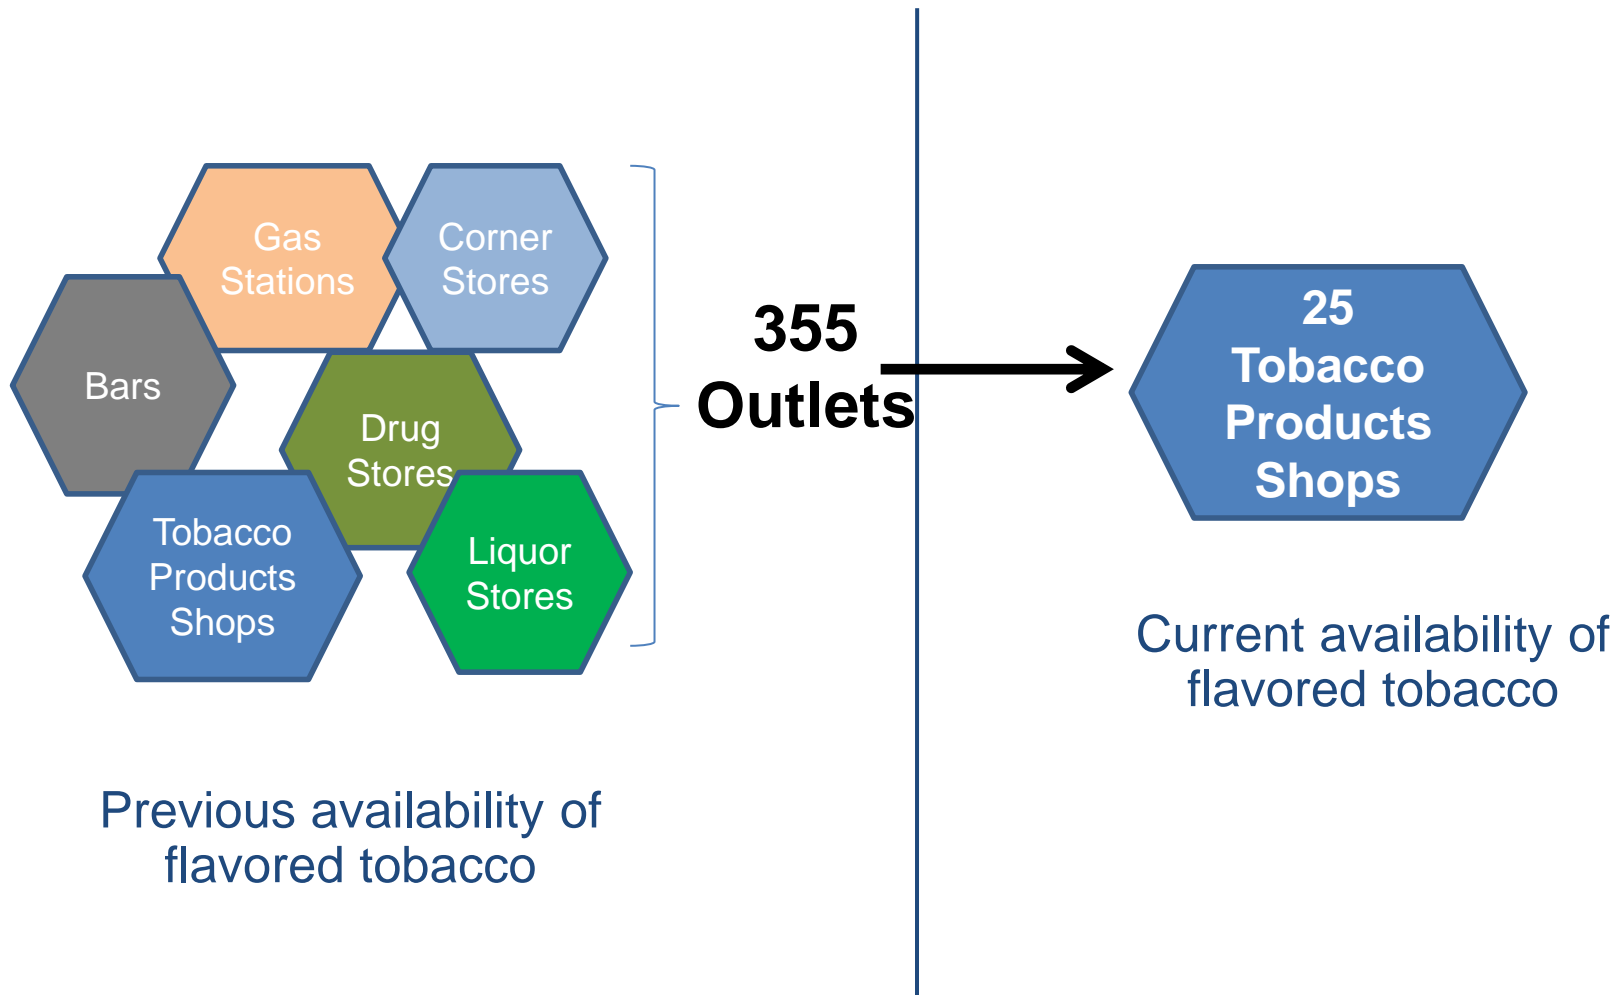 Gas
Stations
Corner
Stores
Bars
Drug
Stores
Tobacco
Products
Shops
Liquor
Stores
355
Outlets
25
Tobacco
Products
Shops
Previous availability of
flavored tobacco
Current availability of
flavored tobacco